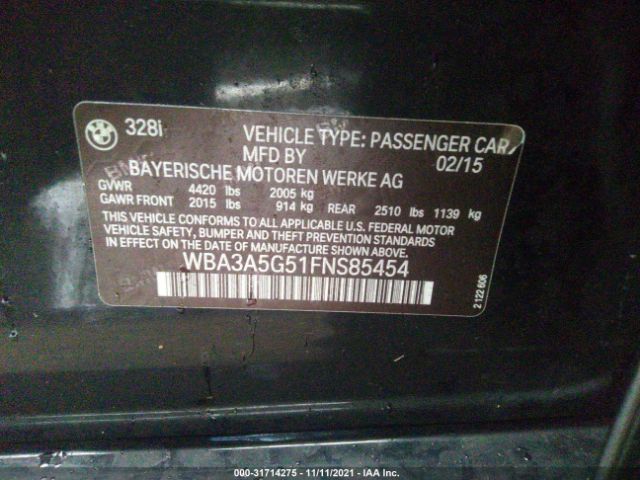 BMW
328i
VEHICLE TYPE: PASSENGER CAR
MFD BY 02/15
BAYERISCHE MOTOREN WERKE AG
GVWR 4420 lbs 2005 kg
GAWR FRONT 2015 lbs 914 kg REAR 2510 lbs 1139 kg
THIS VEHICLE CONFORMS TO ALL APPLICABLE U.S. FEDERAL MOTOR
VEHICLE SAFETY, BUMPER AND THEFT PREVENTION STANDARDS IN
EFFECT ON THE DATE OF MANUFACTURE SHOWN ABOVE.
WBA3A5G51FNS85454
2 122 606
000-31714275 - 11/11/2021 - IAA Inc.